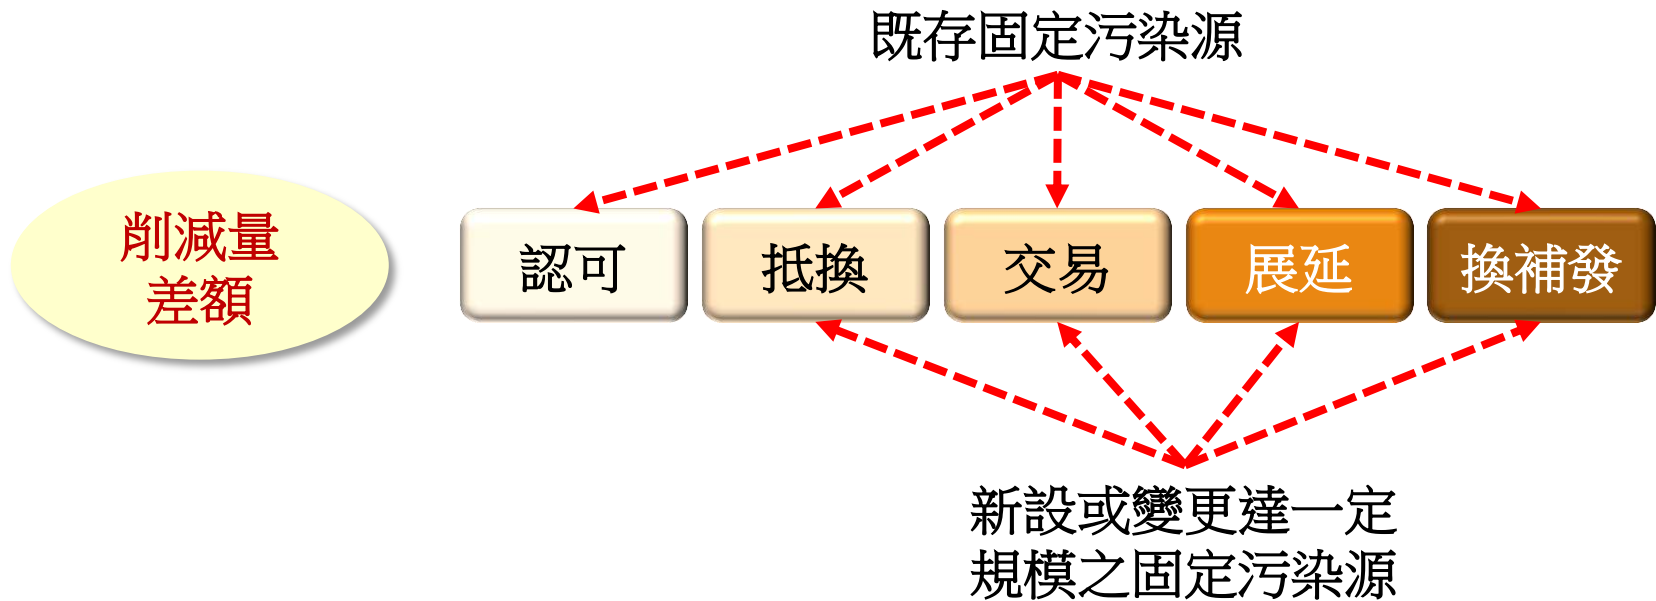 既存固定污染源
削減量
差額
認可
抵換
交易
展延
換補發
新設或變更達一定
規模之固定污染源